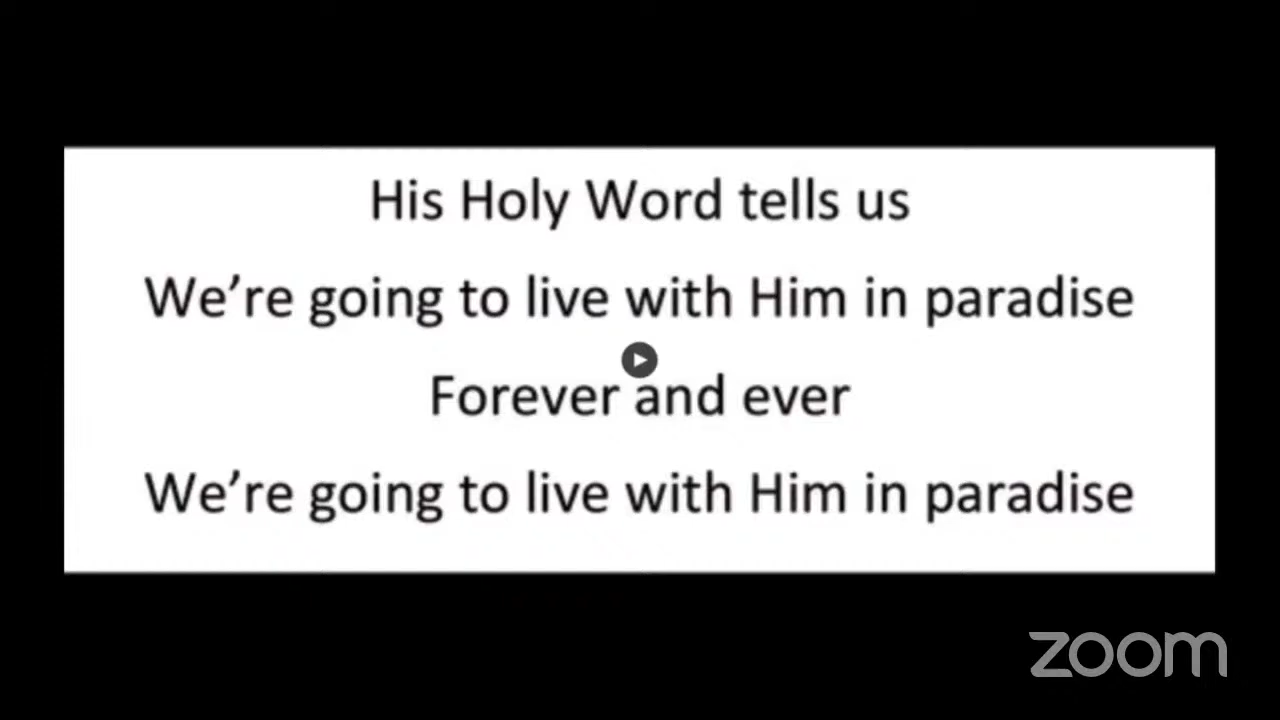 His Holy Word tells us
We’re going to live with Him in paradise
Forever and ever
We’re going to live with Him in paradise
zoom